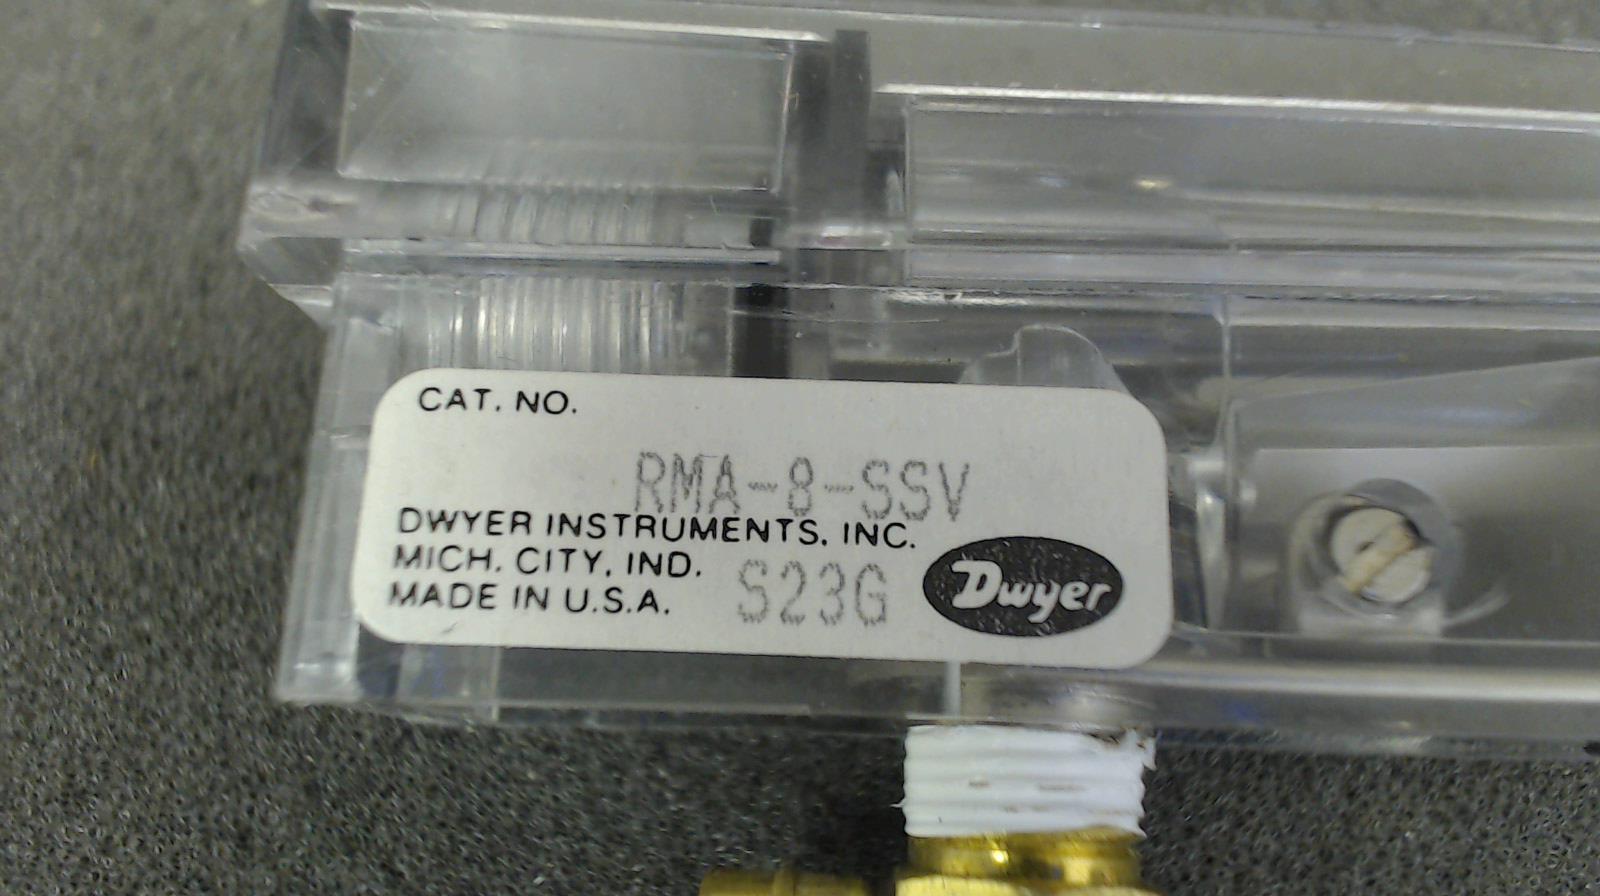 CAT. NO.
RMA-8-SSV
DWYER INSTRUMENTS, INC.
MICH. CITY, IND.
MADE IN U.S.A.
S23G
Dwyer